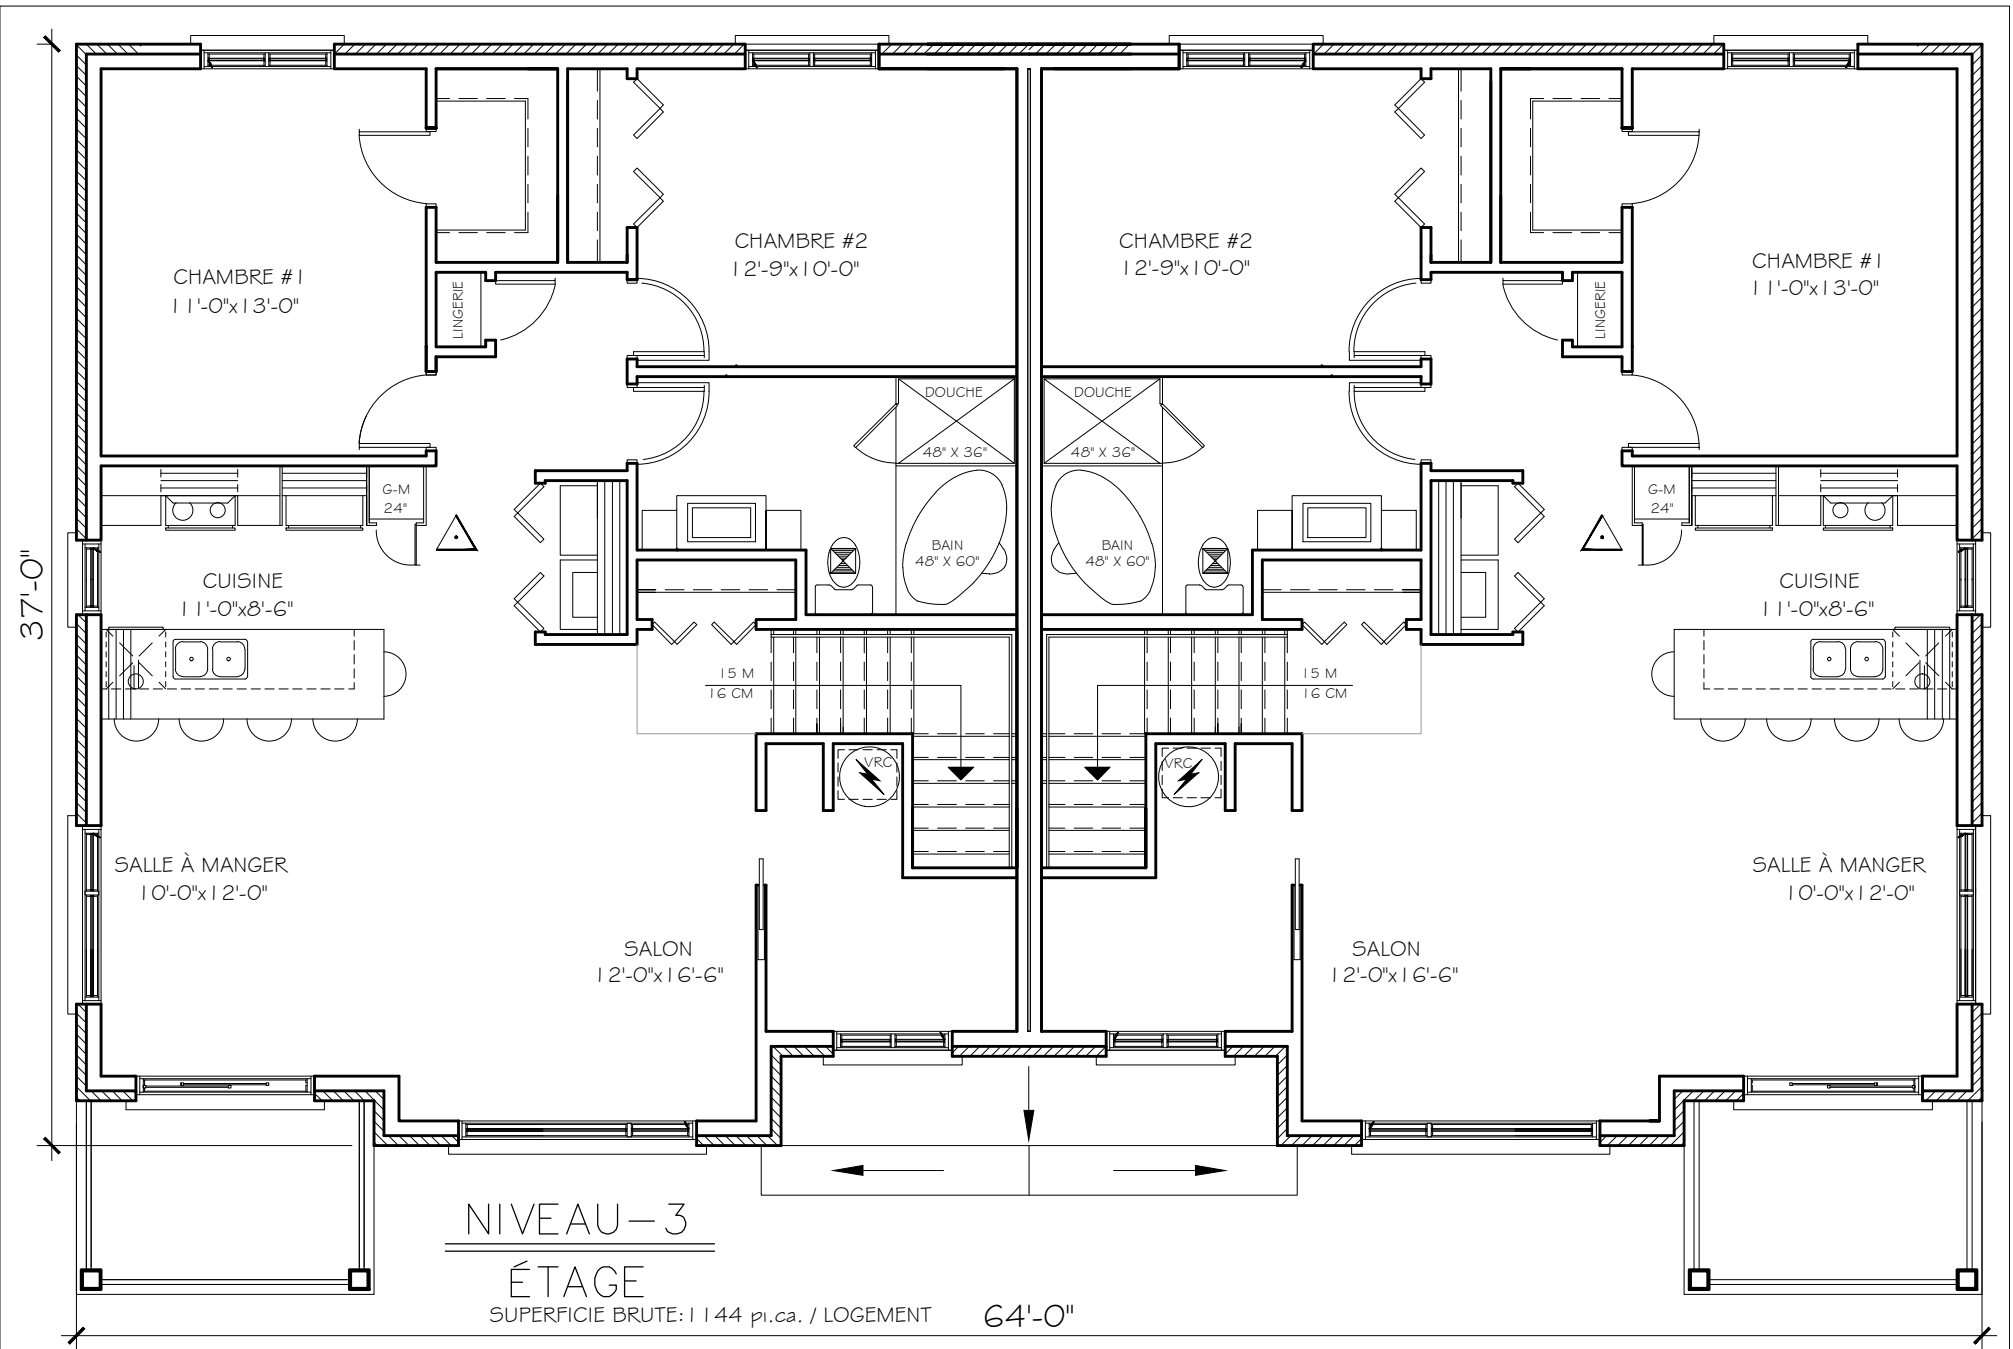 CHAMBRE #1
11'-0"x13'-0"
LINGERIE
CHAMBRE #2
12'-9"x10'-0"
CHAMBRE #2
12'-9"x10'-0"
LINGERIE
CHAMBRE #1
11'-0"x13'-0"
DOUCHE
48" X 36"
DOUCHE
48" X 36"
G-M
24"
G-M
24"
BAIN
48" X 60"
BAIN
48" X 60"
37'-0"
CUISINE
11'-0"x8'-6"
CUISINE
11'-0"x8'-6"
15 M
16 CM
15 M
16 CM
VRC
VRC
SALLE À MANGER
10'-0"x12'-0"
SALLE À MANGER
10'-0"x12'-0"
SALON
12'-0"x16'-6"
SALON
12'-0"x16'-6"
NIVEAU-3
ÉTAGE
SUPERFICIE BRUTE:1144 pi.ca. / LOGEMENT
64'-0"